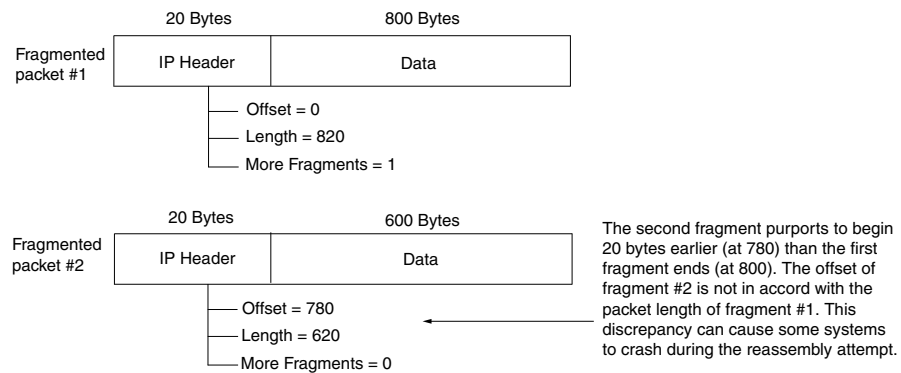 20 Bytes
800 Bytes
Fragmented
packet #1
IP Header
Data
Offset = 0
Length = 820
More Fragments = 1
20 Bytes
600 Bytes
Fragmented
packet #2
IP Header
Data
Offset = 780
Length = 620
More Fragments = 0
The second fragment purports to begin
20 bytes earlier (at 780) than the first
fragment ends (at 800). The offset of
fragment #2 is not in accord with the
packet length of fragment #1. This
discrepancy can cause some systems
to crash during the reassembly attempt.